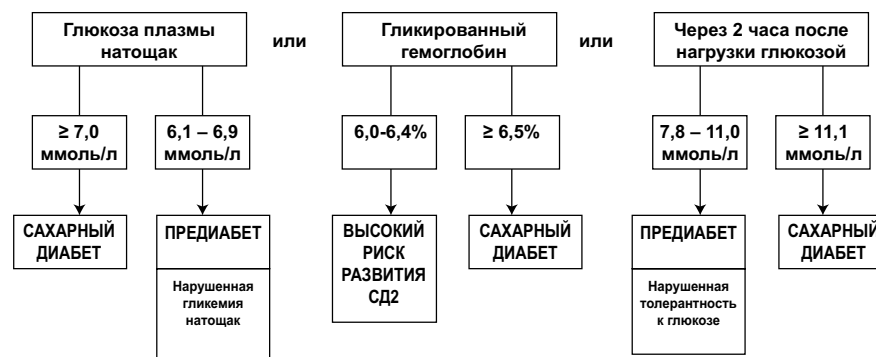 Глюкоза плазмы
натощак
или
Гликированный
гемоглобин
или
Через 2 часа после
нагрузки глюкозой
≥ 7,0
ммоль/л
6,1 – 6,9
ммоль/л
6,0-6,4%
≥ 6,5%
7,8 – 11,0
ммоль/л
≥ 11,1
ммоль/л
САХАРНЫЙ
ДИАБЕТ
ПРЕДИАБЕТ
Нарушенная
гликемия
натощак
ВЫСОКИЙ
РИСК
РАЗВИТИЯ
СД2
САХАРНЫЙ
ДИАБЕТ
ПРЕДИАБЕТ
Нарушенная
толерантность
к глюкозе
САХАРНЫЙ
ДИАБЕТ